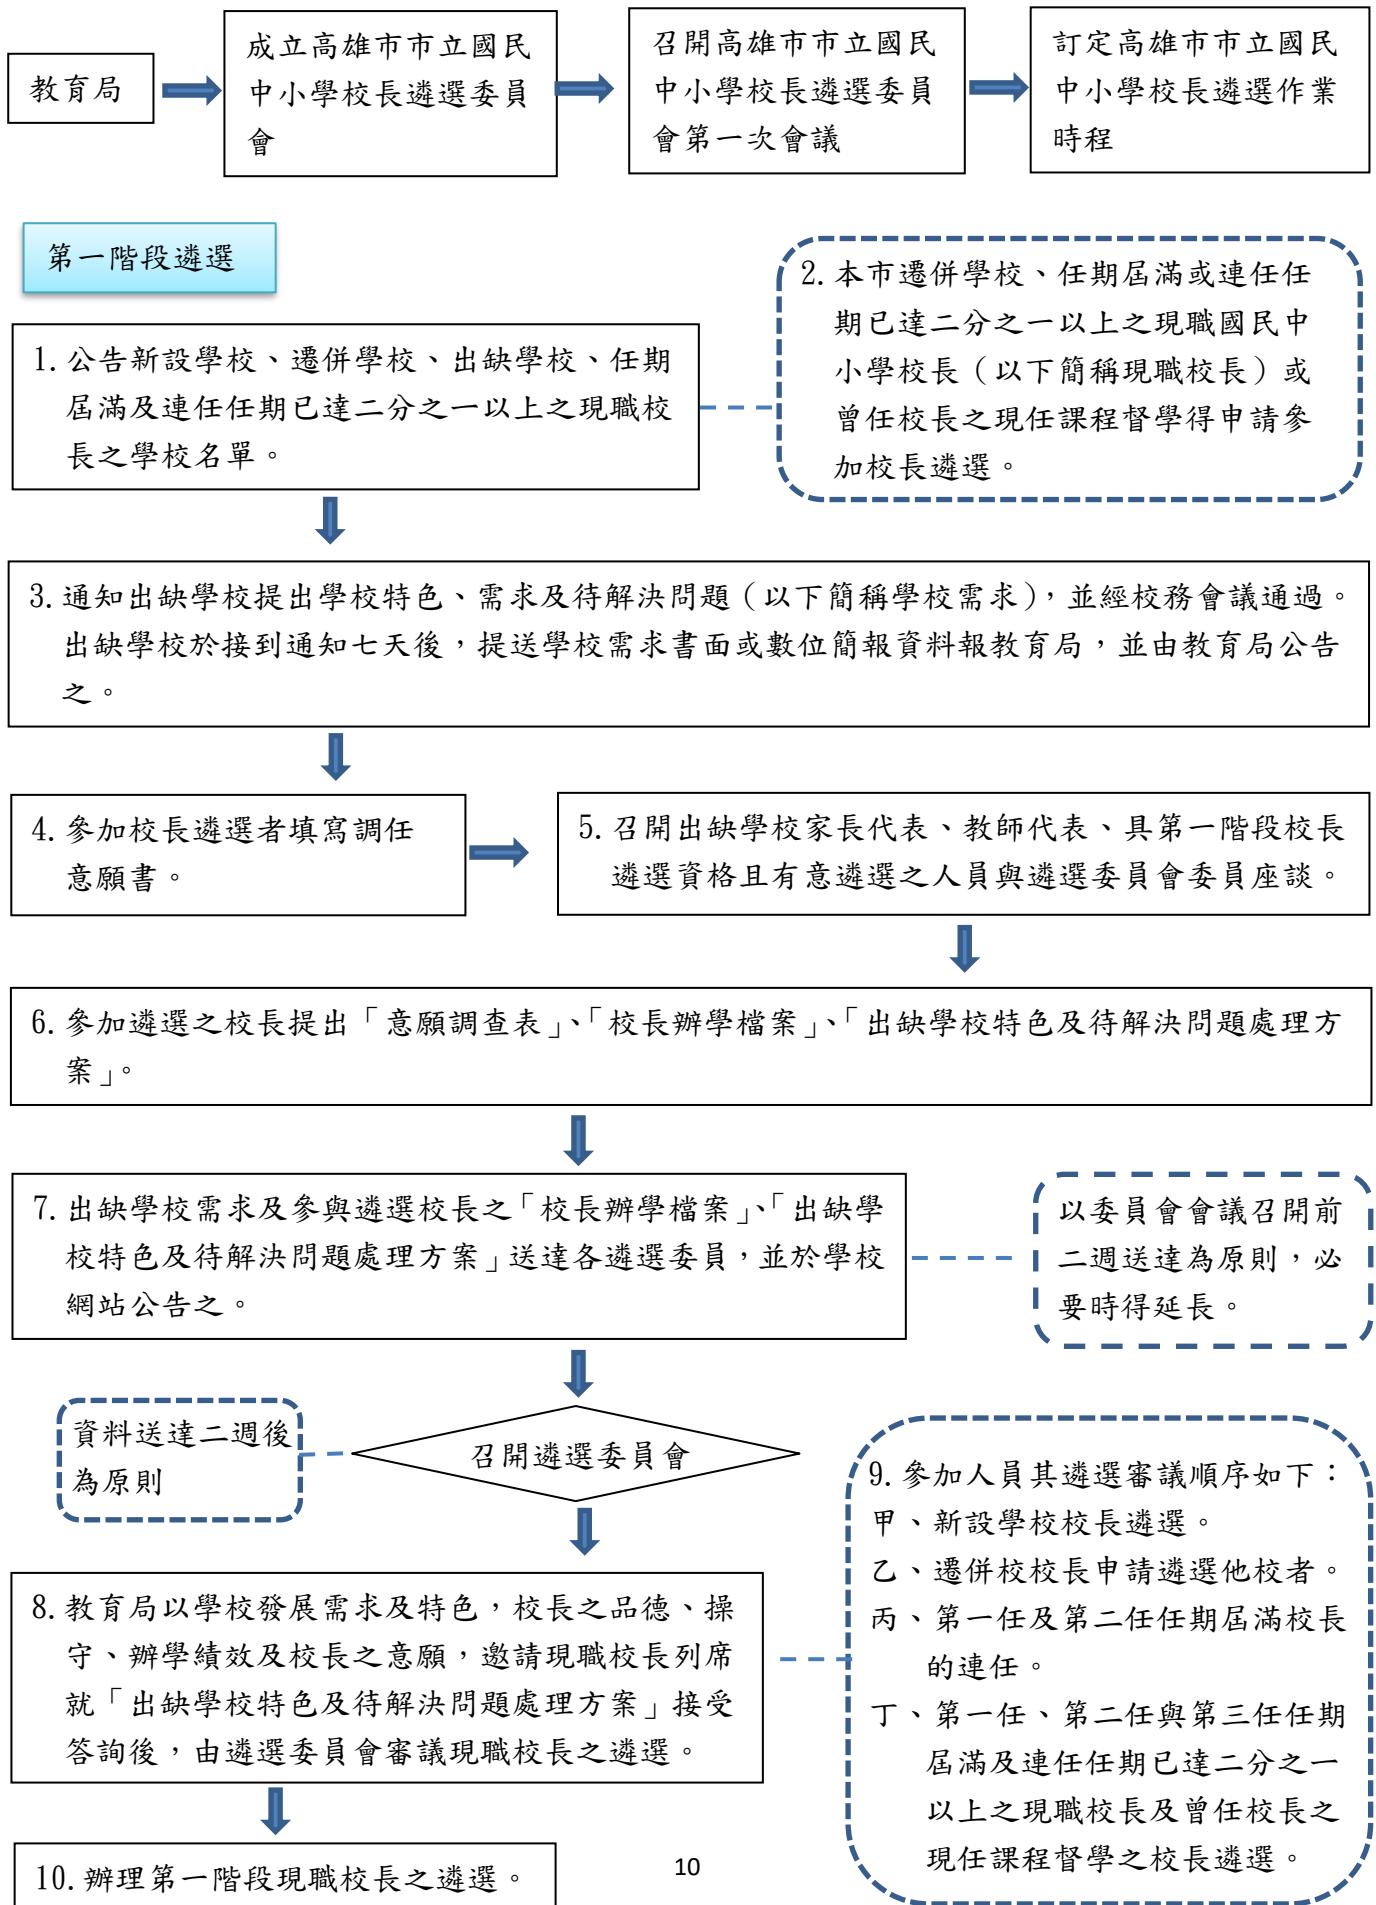 教育局
成立高雄市市立國民
中小學校長遴選委員
會
召開高雄市市立國民
中小學校長遴選委員
會第一次會議
訂定高雄市市立國民
中小學校長遴選作業
時程
第一階段遴選
1. 公告新設學校、遷併學校、出缺學校、任期
屆滿及連任任期已達二分之一以上之現職校
長之學校名單。
2. 本市遷併學校、任期屆滿或連任任
期已達二分之一以上之現職國民中
小學校長（以下簡稱現職校長）或
曾任校長之現任課程督學得申請參
加校長遴選。
3. 通知出缺學校提出學校特色、需求及待解決問題（以下簡稱學校需求），並經校務會議通過。
出缺學校於接到通知七天後，提送學校需求書面或數位簡報資料報教育局，並由教育局公告
之。
4. 參加校長遴選者填寫調任
意願書。
5. 召開出缺學校家長代表、教師代表、具第一階段校長
遴選資格且有意遴選之人員與遴選委員會委員座談。
6. 參加遴選之校長提出「意願調查表」、「校長辦學檔案」、「出缺學校特色及待解決問題處理方
案」。
7. 出缺學校需求及參與遴選校長之「校長辦學檔案」、「出缺學
校特色及待解決問題處理方案」送達各遴選委員，並於學校
網站公告之。
以委員會會議召開前
二週送達為原則，必
要時得延長。
資料送達二週後
為原則
召開遴選委員會
8. 教育局以學校發展需求及特色，校長之品德、操
守、辦學績效及校長之意願，邀請現職校長列席
就「出缺學校特色及待解決問題處理方案」接受
答詢後，由遴選委員會審議現職校長之遴選。
9. 參加人員其遴選審議順序如下：
甲、新設學校校長遴選。
乙、遷併校校長申請遴選他校者。
丙、第一任及第二任任期屆滿校長
的連任。
丁、第一任、第二任與第三任任期
屆滿及連任任期已達二分之一
以上之現職校長及曾任校長之
現任課程督學之校長遴選。
10. 辦理第一階段現職校長之遴選。
10